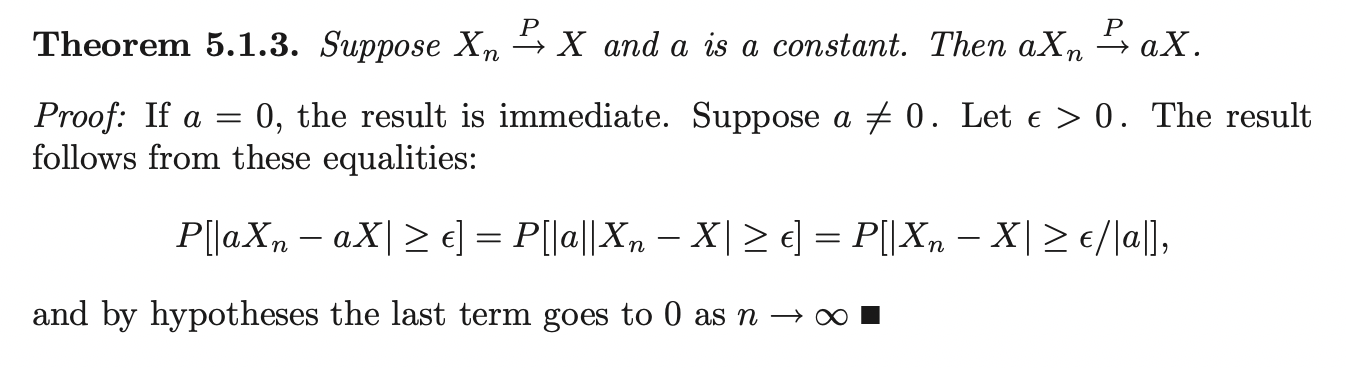 Theorem 5.1.3. Suppose Xₙ →ᴾ X and a is a constant. Then aXₙ →ᴾ aX.
Proof: If a = 0, the result is immediate. Suppose a ≠ 0. Let ϵ > 0. The result
follows from these equalities:
P[|aXₙ − aX| ≥ ϵ] = P[|a||Xₙ − X| ≥ ϵ] = P[|Xₙ − X| ≥ ϵ/|a|],
and by hypotheses the last term goes to 0 as n → ∞ ■